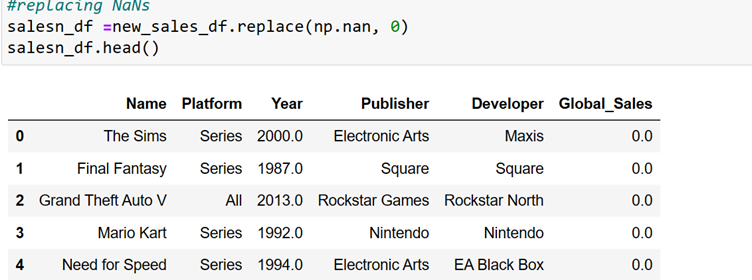 #replacing NaNs
salesn_df =new_sales_df.replace(np.nan, 0)
salesn_df.head()
Name Platform Year Publisher Developer Global_Sales
0 The Sims Series 2000.0 Electronic Arts Maxis 0.0
1 Final Fantasy Series 1987.0 Square Square 0.0
2 Grand Theft Auto V All 2013.0 Rockstar Games Rockstar North 0.0
3 Mario Kart Series 1992.0 Nintendo Nintendo 0.0
4 Need for Speed Series 1994.0 Electronic Arts EA Black Box 0.0